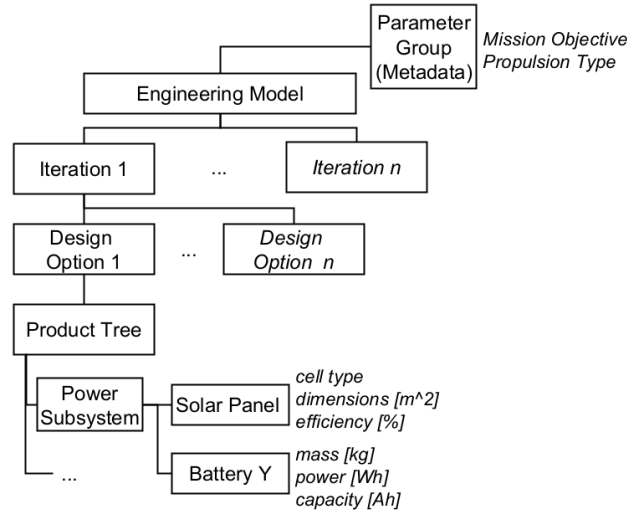 Parameter
Group
(Metadata)
Mission Objective
Propulsion Type
Engineering Model
Iteration 1
...
Iteration n
Design
Option 1
...
Design
Option n
Product Tree
Power
Subsystem
Solar Panel
cell type
dimensions [m^2]
efficiency [%]
...
Battery Y
mass [kg]
power [Wh]
capacity [Ah]